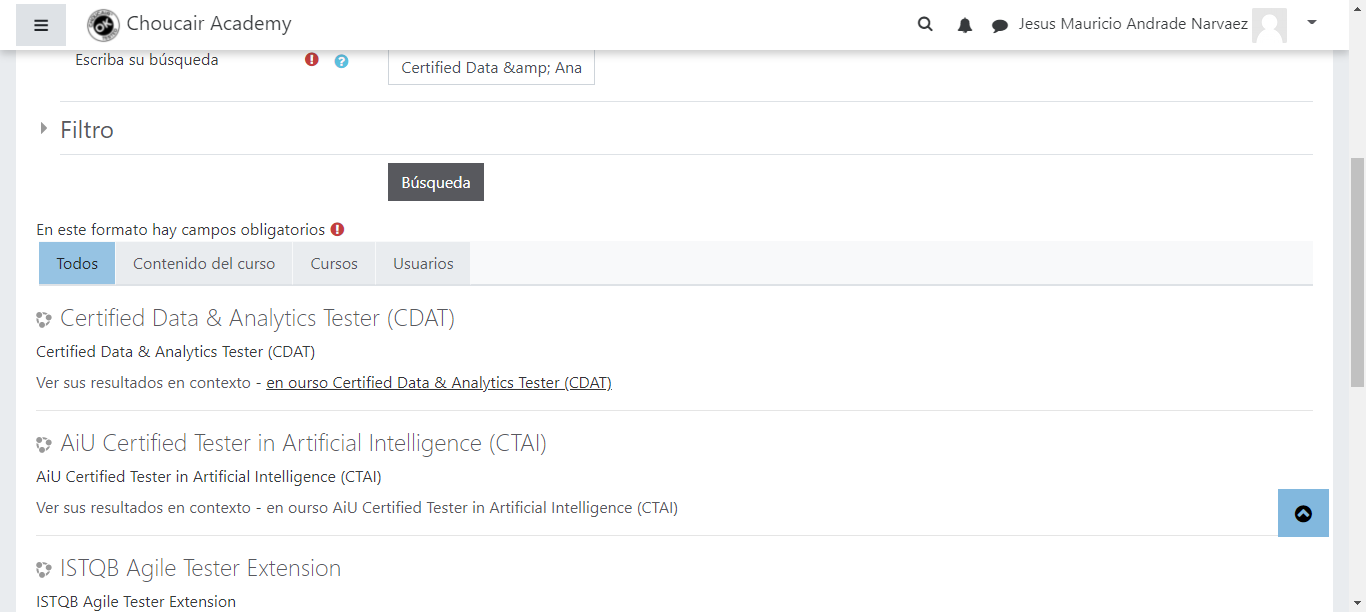 Choucair Academy
Jesus Mauricio Andrade Narvaez
Escriba su búsqueda
Certified Data &amp; Ana
Filtro
Búsqueda
En este formato hay campos obligatorios
Todos
Contenido del curso
Cursos
Usuarios
Certified Data & Analytics Tester (CDAT)
Certified Data & Analytics Tester (CDAT)
Ver sus resultados en contexto - en ourso Certified Data & Analytics Tester (CDAT)
AiU Certified Tester in Artificial Intelligence (CTAI)
AiU Certified Tester in Artificial Intelligence (CTAI)
Ver sus resultados en contexto - en ourso AiU Certified Tester in Artificial Intelligence (CTAI)
ISTQB Agile Tester Extension
ISTQB Agile Tester Extension